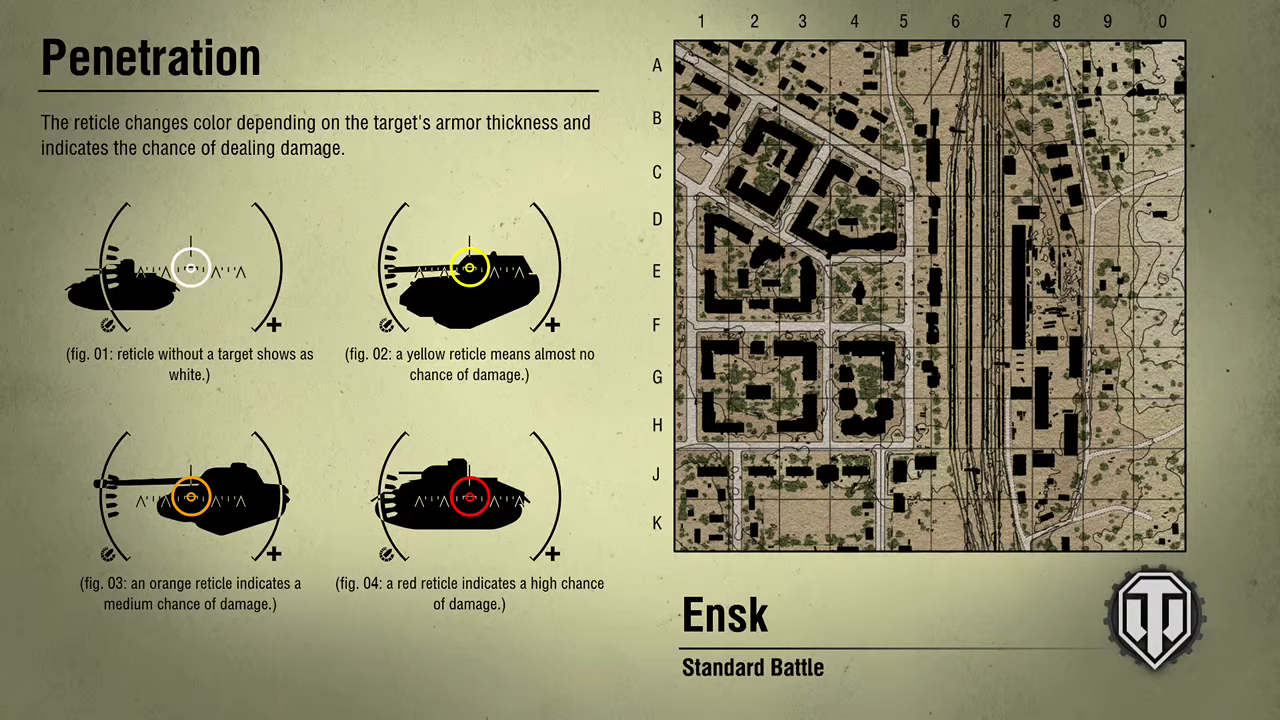 Penetration
The reticle changes color depending on the target's armor thickness and
indicates the chance of dealing damage.
(fig. 01: reticle without a target shows as
white.)
(fig. 02: a yellow reticle means almost no
chance of damage.)
(fig. 03: an orange reticle indicates a
medium chance of damage.)
(fig. 04: a red reticle indicates a high chance
of damage.)
1 2 3 4 5 6 7 8 9 0
A
B
C
D
E
F
G
H
J
K
Ensk
Standard Battle